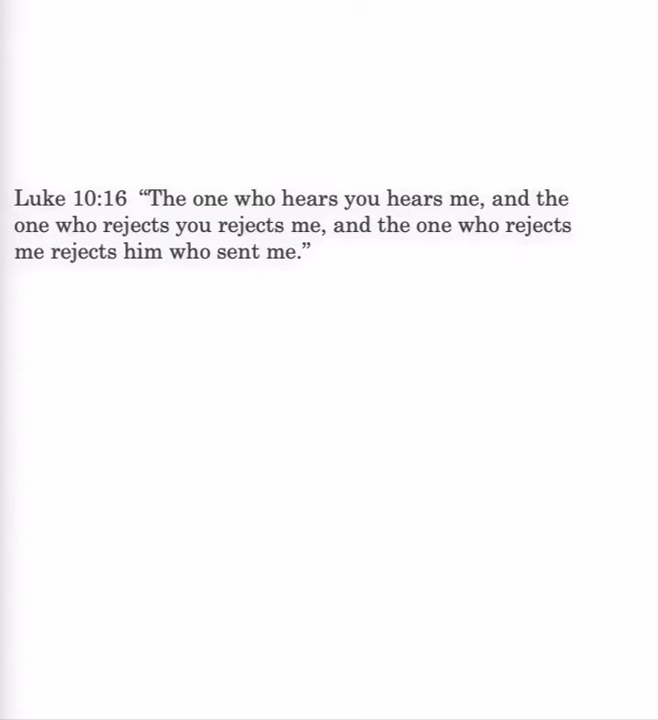 Luke 10:16 “The one who hears you hears me, and the
one who rejects you rejects me, and the one who rejects
me rejects him who sent me.”